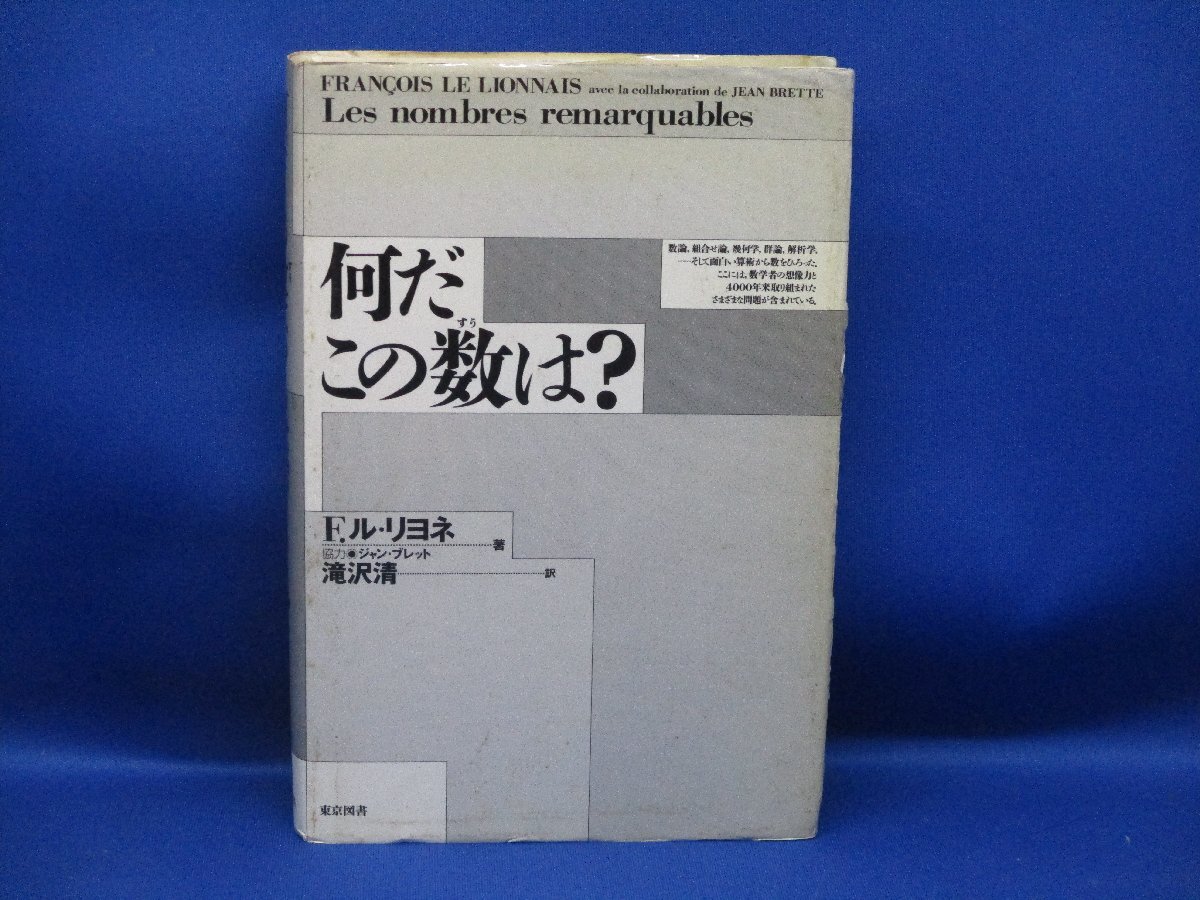 FRANÇOIS LE LIONNAIS avec la collaboration de JEAN BRETTE
Les nombres remarquables
何だ
この数は?
すう
数論,組合せ論,幾何学,群論,解析学,
……そして面白い算術から数をひろった。
ここには,数学者の想像力と
4000年来取り組まれた
さまざまな問題が含まれている。
F.ル・リヨネ 著
協力●ジャン・ブレット
滝沢清 訳
東京図書